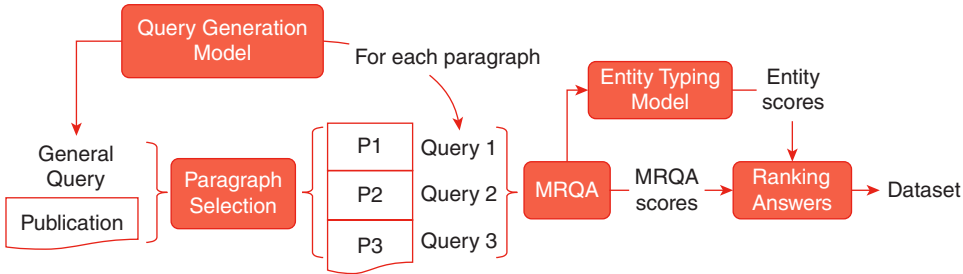 Query Generation
Model
For each paragraph
Entity Typing
Model
Entity
scores
General
Query
Publication
Paragraph
Selection
P1
P2
P3
Query 1
Query 2
Query 3
MRQA
MRQA
scores
Ranking
Answers
Dataset